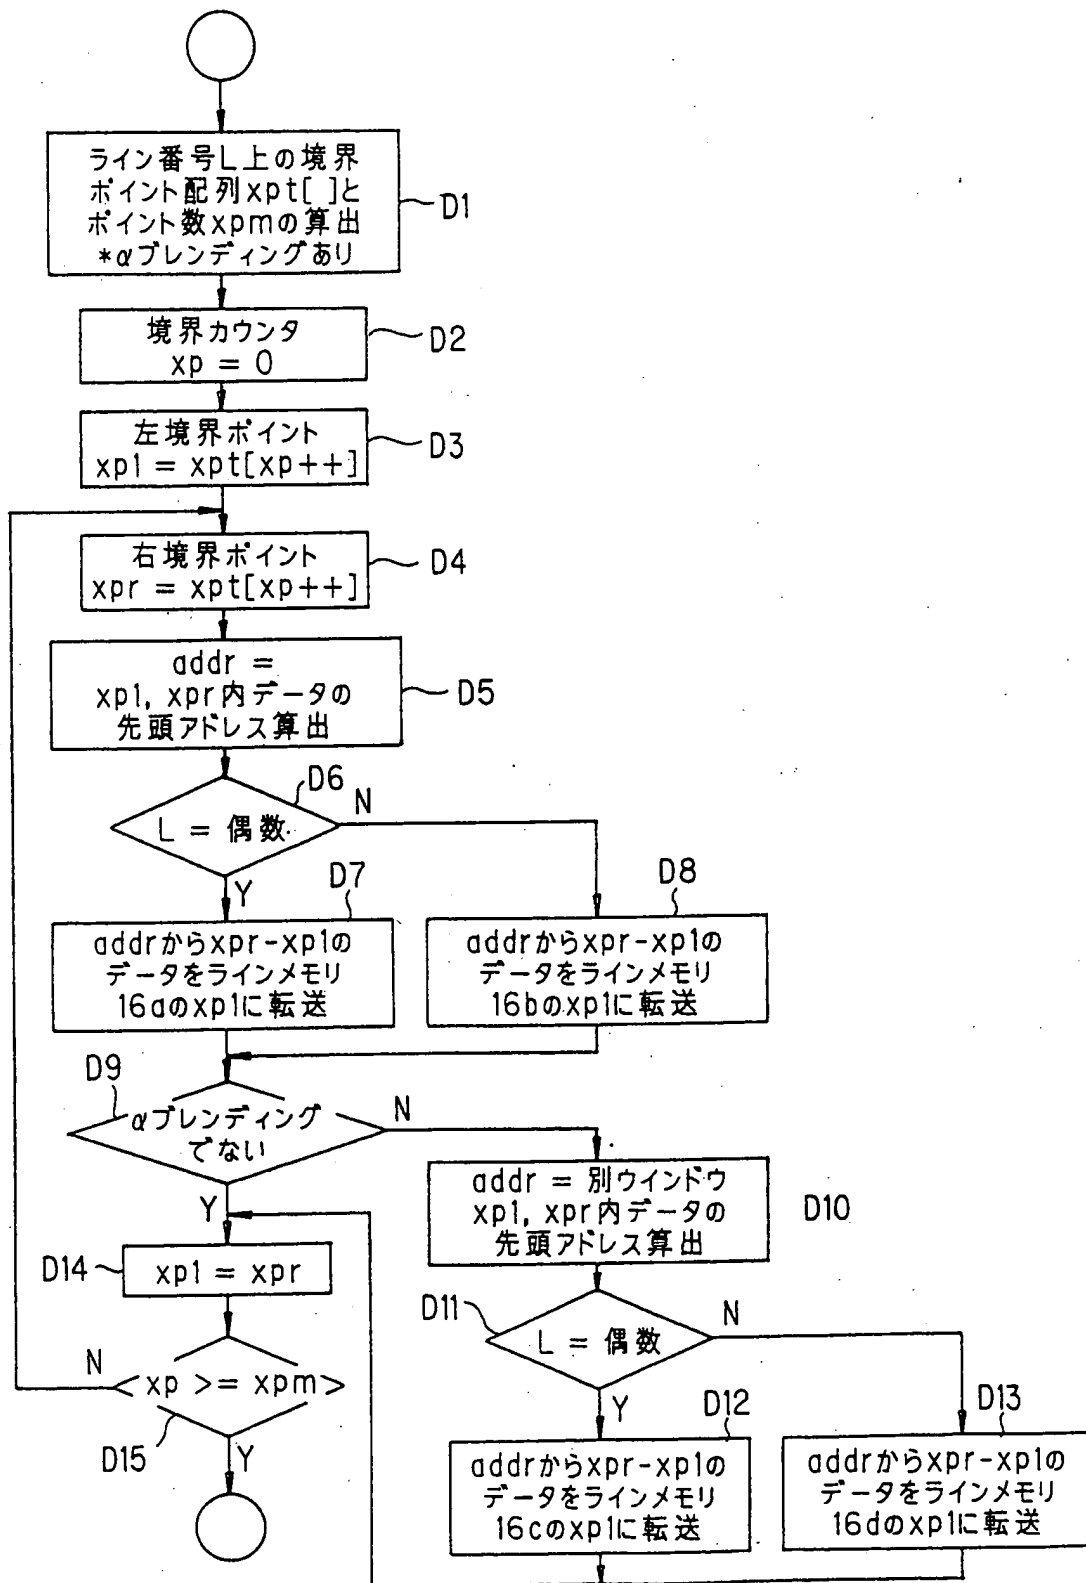 ライン番号L上の境界
ポイント配列xpt[ ]と
ポイント数xpmの算出
*αブレンディングあり
D1
境界カウンタ
xp = 0
D2
左境界ポイント
xpl = xpt[xp++]
D3
右境界ポイント
xpr = xpt[xp++]
D4
addr =
xpl, xpr内データの
先頭アドレス算出
D5
D6
L = 偶数
N
Y
D7
addrからxpr-xplの
データをラインメモリ
16aのxplに転送
D8
addrからxpr-xplの
データをラインメモリ
16bのxplに転送
D9
αブレンディング
でない
N
Y
addr = 別ウインドウ
xpl, xpr内データの
先頭アドレス算出
D10
D14
xpl = xpr
D11
L = 偶数
N
Y
N
xp >= xpm
D15
Y
D12
addrからxpr-xplの
データをラインメモリ
16cのxplに転送
D13
addrからxpr-xplの
データをラインメモリ
16dのxplに転送